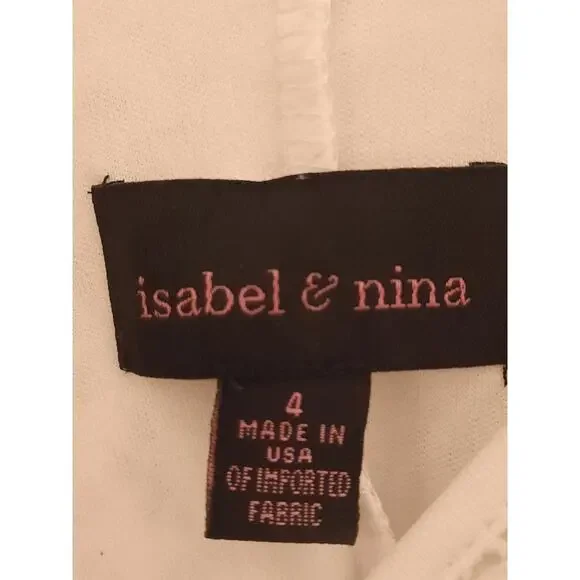 isabel & nina
4
MADE IN
USA
OF IMPORTED
FABRIC